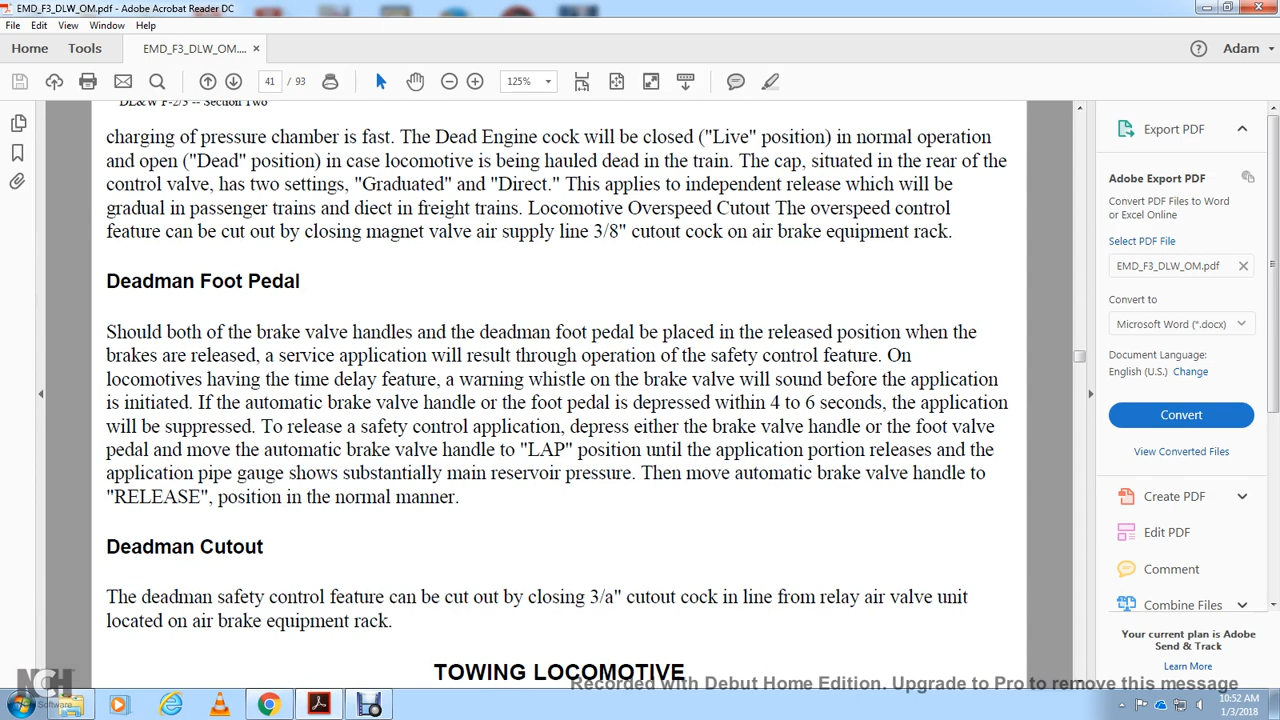 EMD_F3_DLW_OM.pdf - Adobe Acrobat Reader DC
File Edit View Window Help
Home Tools EMD_F3_DLW_OM.... × Adam
41 / 93 125%
DL&W F-2/3 -- Section Two
charging of pressure chamber is fast. The Dead Engine cock will be closed ("Live" position) in normal operation
and open ("Dead" position) in case locomotive is being hauled dead in the train. The cap, situated in the rear of the
control valve, has two settings, "Graduated" and "Direct." This applies to independent release which will be
gradual in passenger trains and diect in freight trains. Locomotive Overspeed Cutout The overspeed control
feature can be cut out by closing magnet valve air supply line 3/8" cutout cock on air brake equipment rack.
Deadman Foot Pedal
Should both of the brake valve handles and the deadman foot pedal be placed in the released position when the
brakes are released, a service application will result through operation of the safety control feature. On
locomotives having the time delay feature, a warning whistle on the brake valve will sound before the application
is initiated. If the automatic brake valve handle or the foot pedal is depressed within 4 to 6 seconds, the application
will be suppressed. To release a safety control application, depress either the brake valve handle or the foot valve
pedal and move the automatic brake valve handle to "LAP" position until the application portion releases and the
application pipe gauge shows substantially main reservoir pressure. Then move automatic brake valve handle to
"RELEASE", position in the normal manner.
Deadman Cutout
The deadman safety control feature can be cut out by closing 3/a" cutout cock in line from relay air valve unit
located on air brake equipment rack.
TOWING LOCOMOTIVE
Export PDF
Adobe Export PDF
Convert PDF Files to Word
or Excel Online
Select PDF File
EMD_F3_DLW_OM.pdf
Convert to
Microsoft Word (*.docx)
Document Language:
English (U.S.) Change
Convert
View Converted Files
Create PDF
Edit PDF
Comment
Combine Files
Your current plan is Adobe
Send & Track
Learn More
Recorded with Debut Home Edition. Upgrade to Pro to remove this message
NCH Software
10:52 AM
1/3/2018